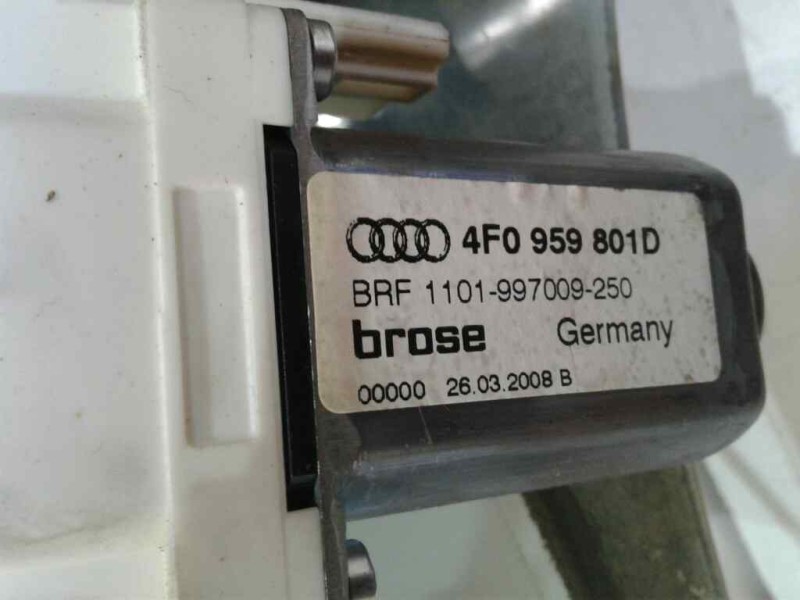 4F0 959 801D
BRF 1101-997009-250
brose Germany
00000 26.03.2008 B